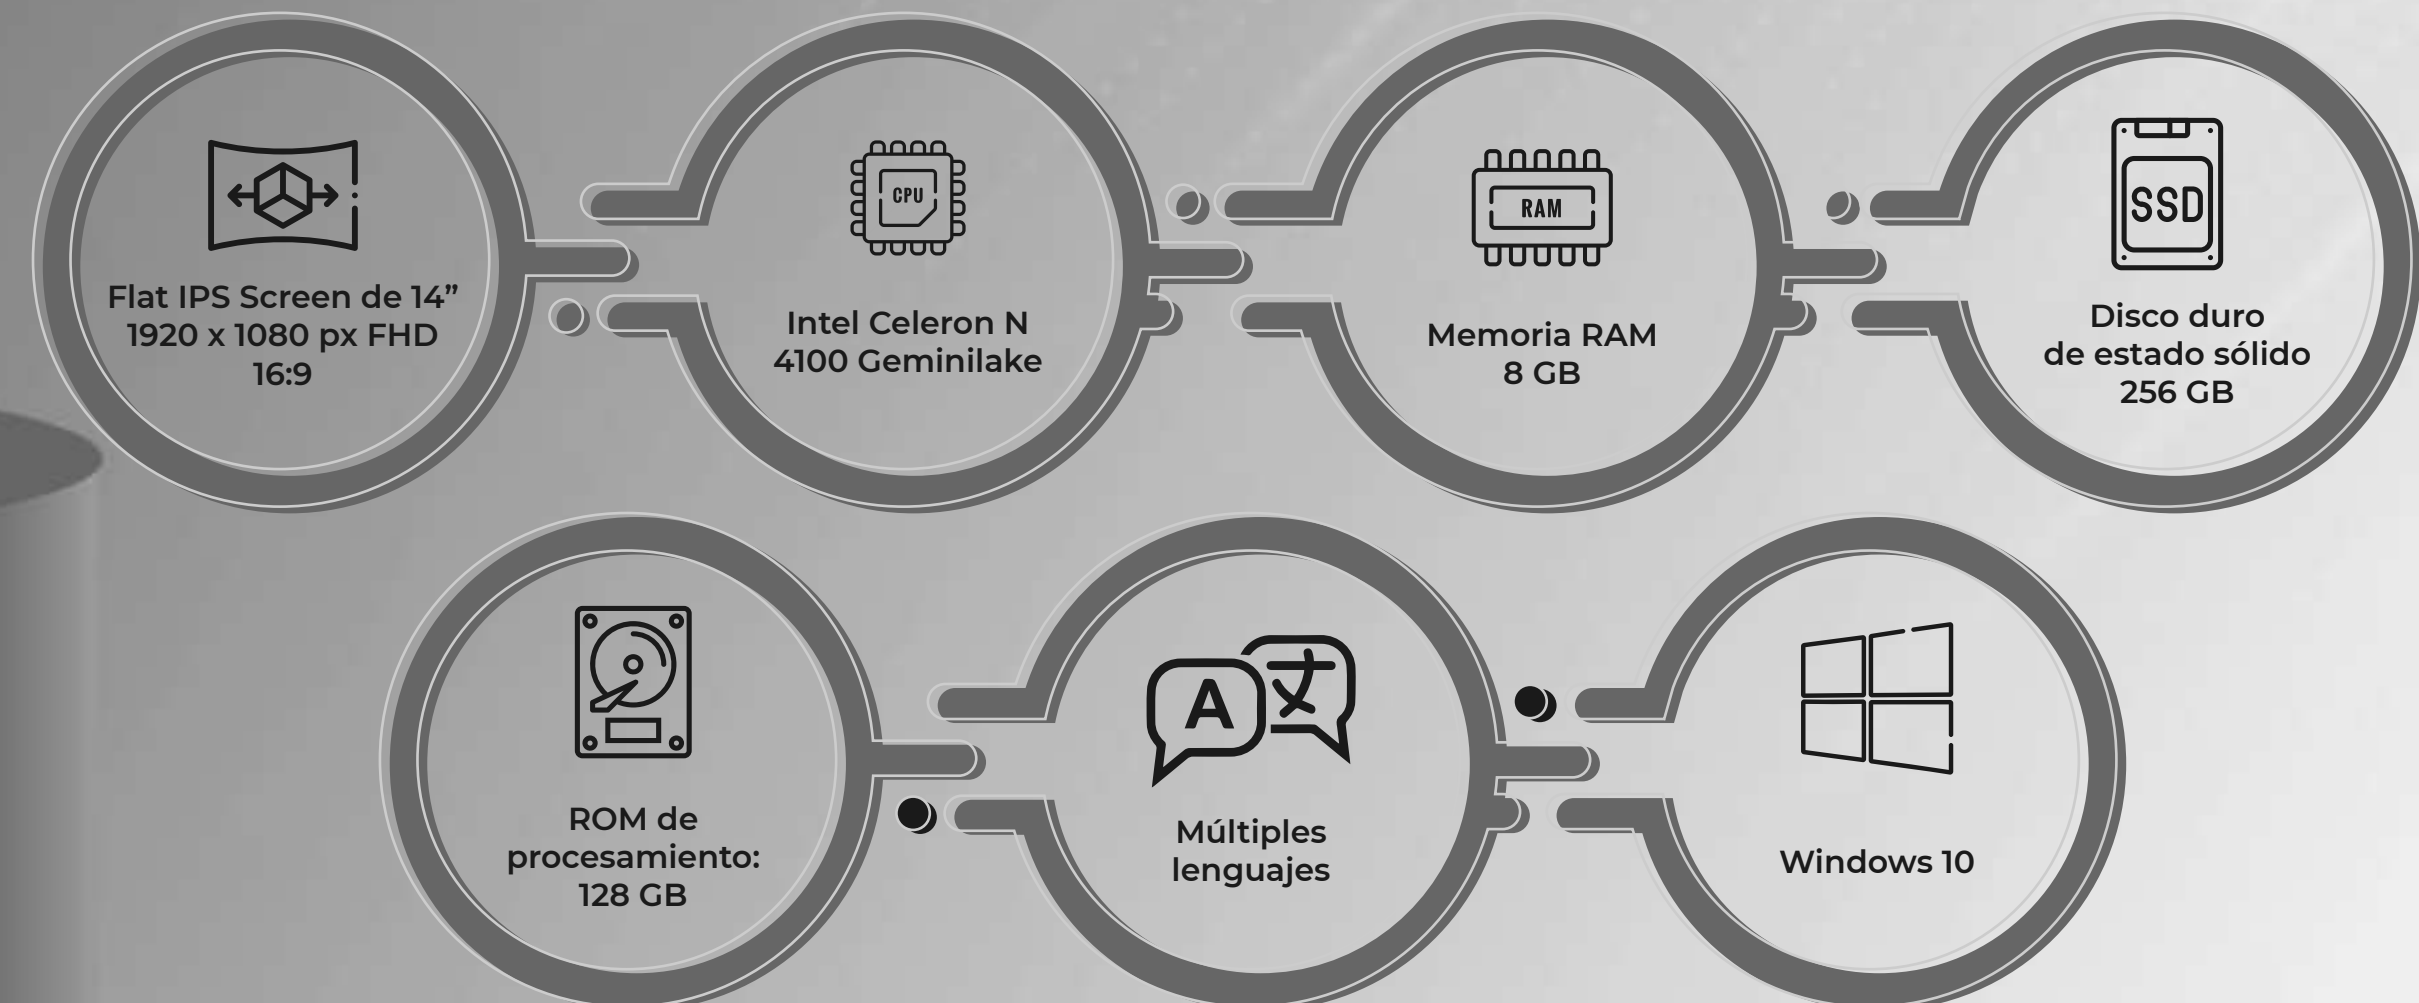 Flat IPS Screen de 14”
1920 x 1080 px FHD
16:9
CPU
Intel Celeron N
4100 Geminilake
RAM
Memoria RAM
8 GB
SSD
Disco duro
de estado sólido
256 GB
ROM de
procesamiento:
128 GB
A 文
Múltiples
lenguajes
Windows 10